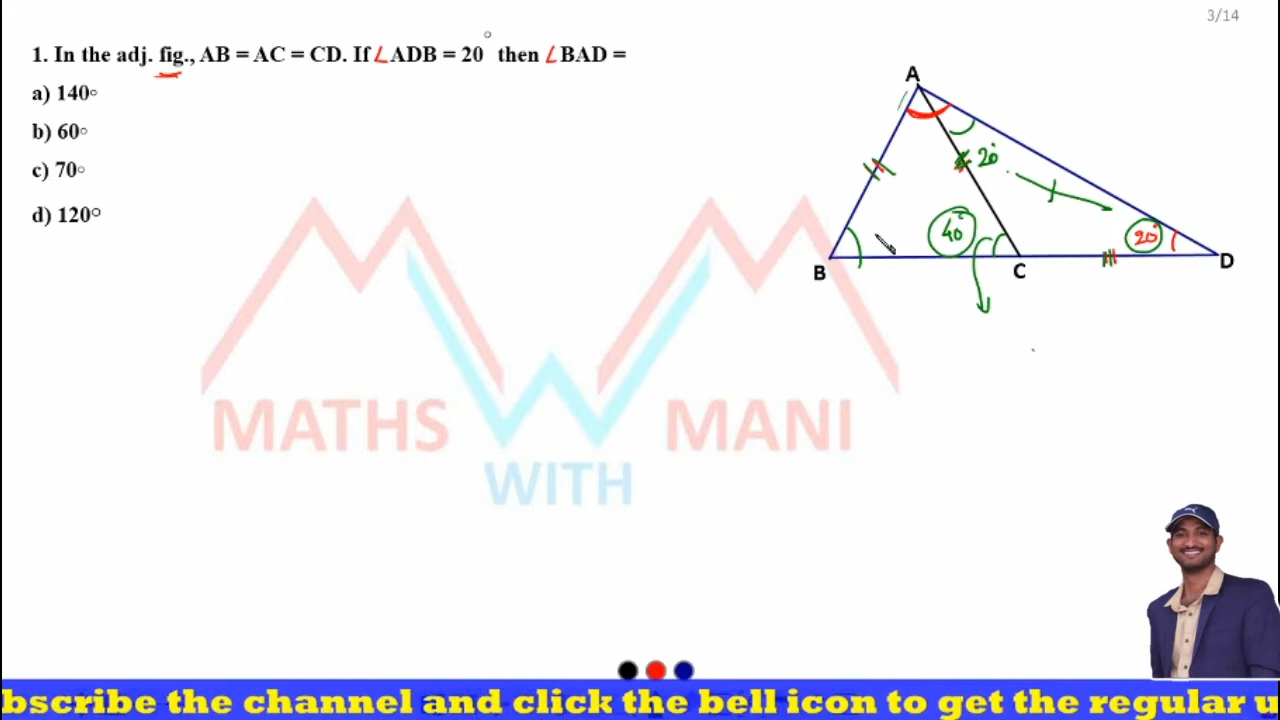 3/14
1. In the adj. fig., AB = AC = CD. If ∠ADB = 20° then ∠BAD =
a) 140°
b) 60°
c) 70°
d) 120°
A
20°
40°
20°
B
C
D
MATHS
MANI
WITH
bscribe the channel and click the bell icon to get the regular u